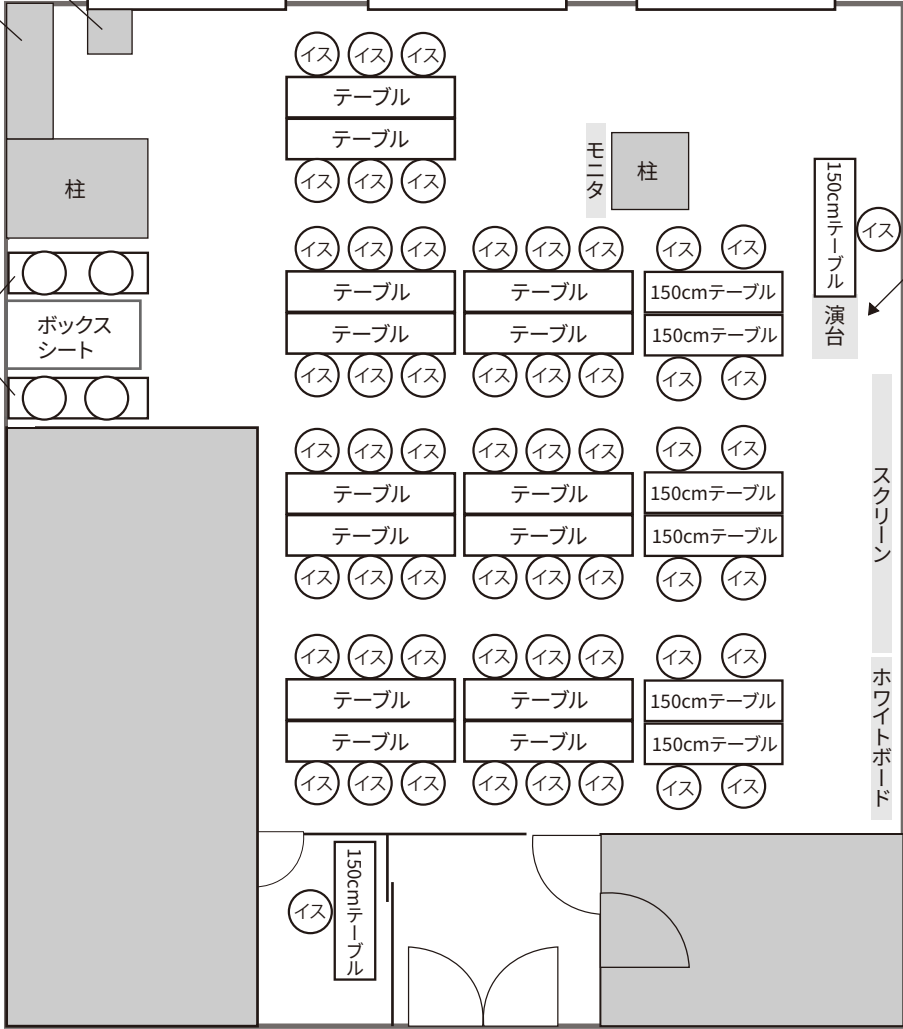 イス イス イス
テーブル
テーブル
イス イス イス
モニタ
柱
柱
150cmテーブル
イス
演台
ボックス
シート
イス イス イス イス イス イス イス イス
テーブル テーブル 150cmテーブル
テーブル テーブル 150cmテーブル
イス イス イス イス イス イス イス イス
スクリーン
イス イス イス イス イス イス イス イス
テーブル テーブル 150cmテーブル
テーブル テーブル 150cmテーブル
イス イス イス イス イス イス イス イス
ホワイトボード
イス イス イス イス イス イス イス イス
テーブル テーブル 150cmテーブル
テーブル テーブル 150cmテーブル
イス イス イス イス イス イス イス イス
イス
150cmテーブル